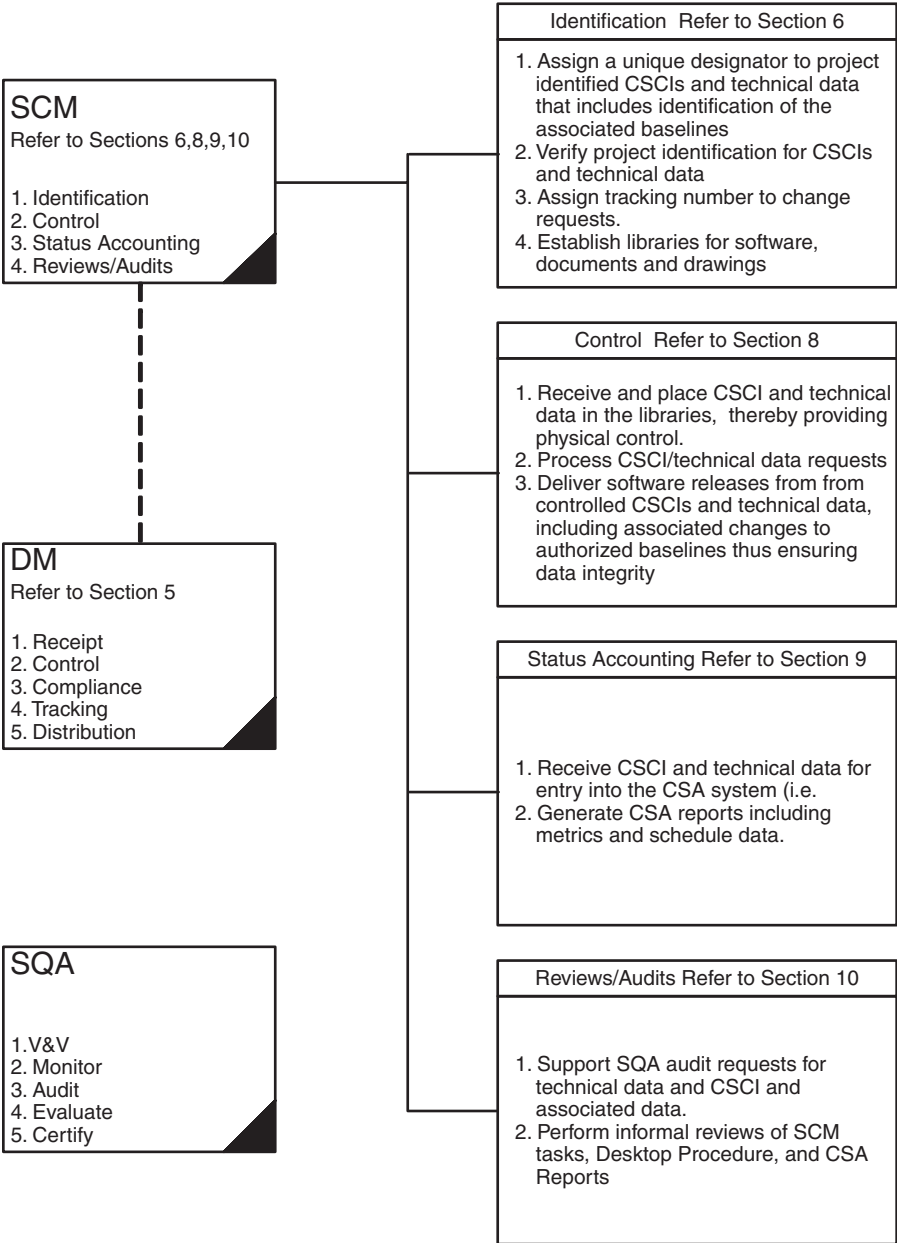 SCM
Refer to Sections 6,8,9,10
1. Identification
2. Control
3. Status Accounting
4. Reviews/Audits
DM
Refer to Section 5
1. Receipt
2. Control
3. Compliance
4. Tracking
5. Distribution
SQA
1.V&V
2. Monitor
3. Audit
4. Evaluate
5. Certify
Identification Refer to Section 6
1. Assign a unique designator to project
identified CSCIs and technical data
that includes identification of the
associated baselines
2. Verify project identification for CSCIs
and technical data
3. Assign tracking number to change
requests.
4. Establish libraries for software,
documents and drawings
Control Refer to Section 8
1. Receive and place CSCI and technical
data in the libraries, thereby providing
physical control.
2. Process CSCI/technical data requests
3. Deliver software releases from from
controlled CSCIs and technical data,
including associated changes to
authorized baselines thus ensuring
data integrity
Status Accounting Refer to Section 9
1. Receive CSCI and technical data for
entry into the CSA system (i.e.
2. Generate CSA reports including
metrics and schedule data.
Reviews/Audits Refer to Section 10
1. Support SQA audit requests for
technical data and CSCI and
associated data.
2. Perform informal reviews of SCM
tasks, Desktop Procedure, and CSA
Reports